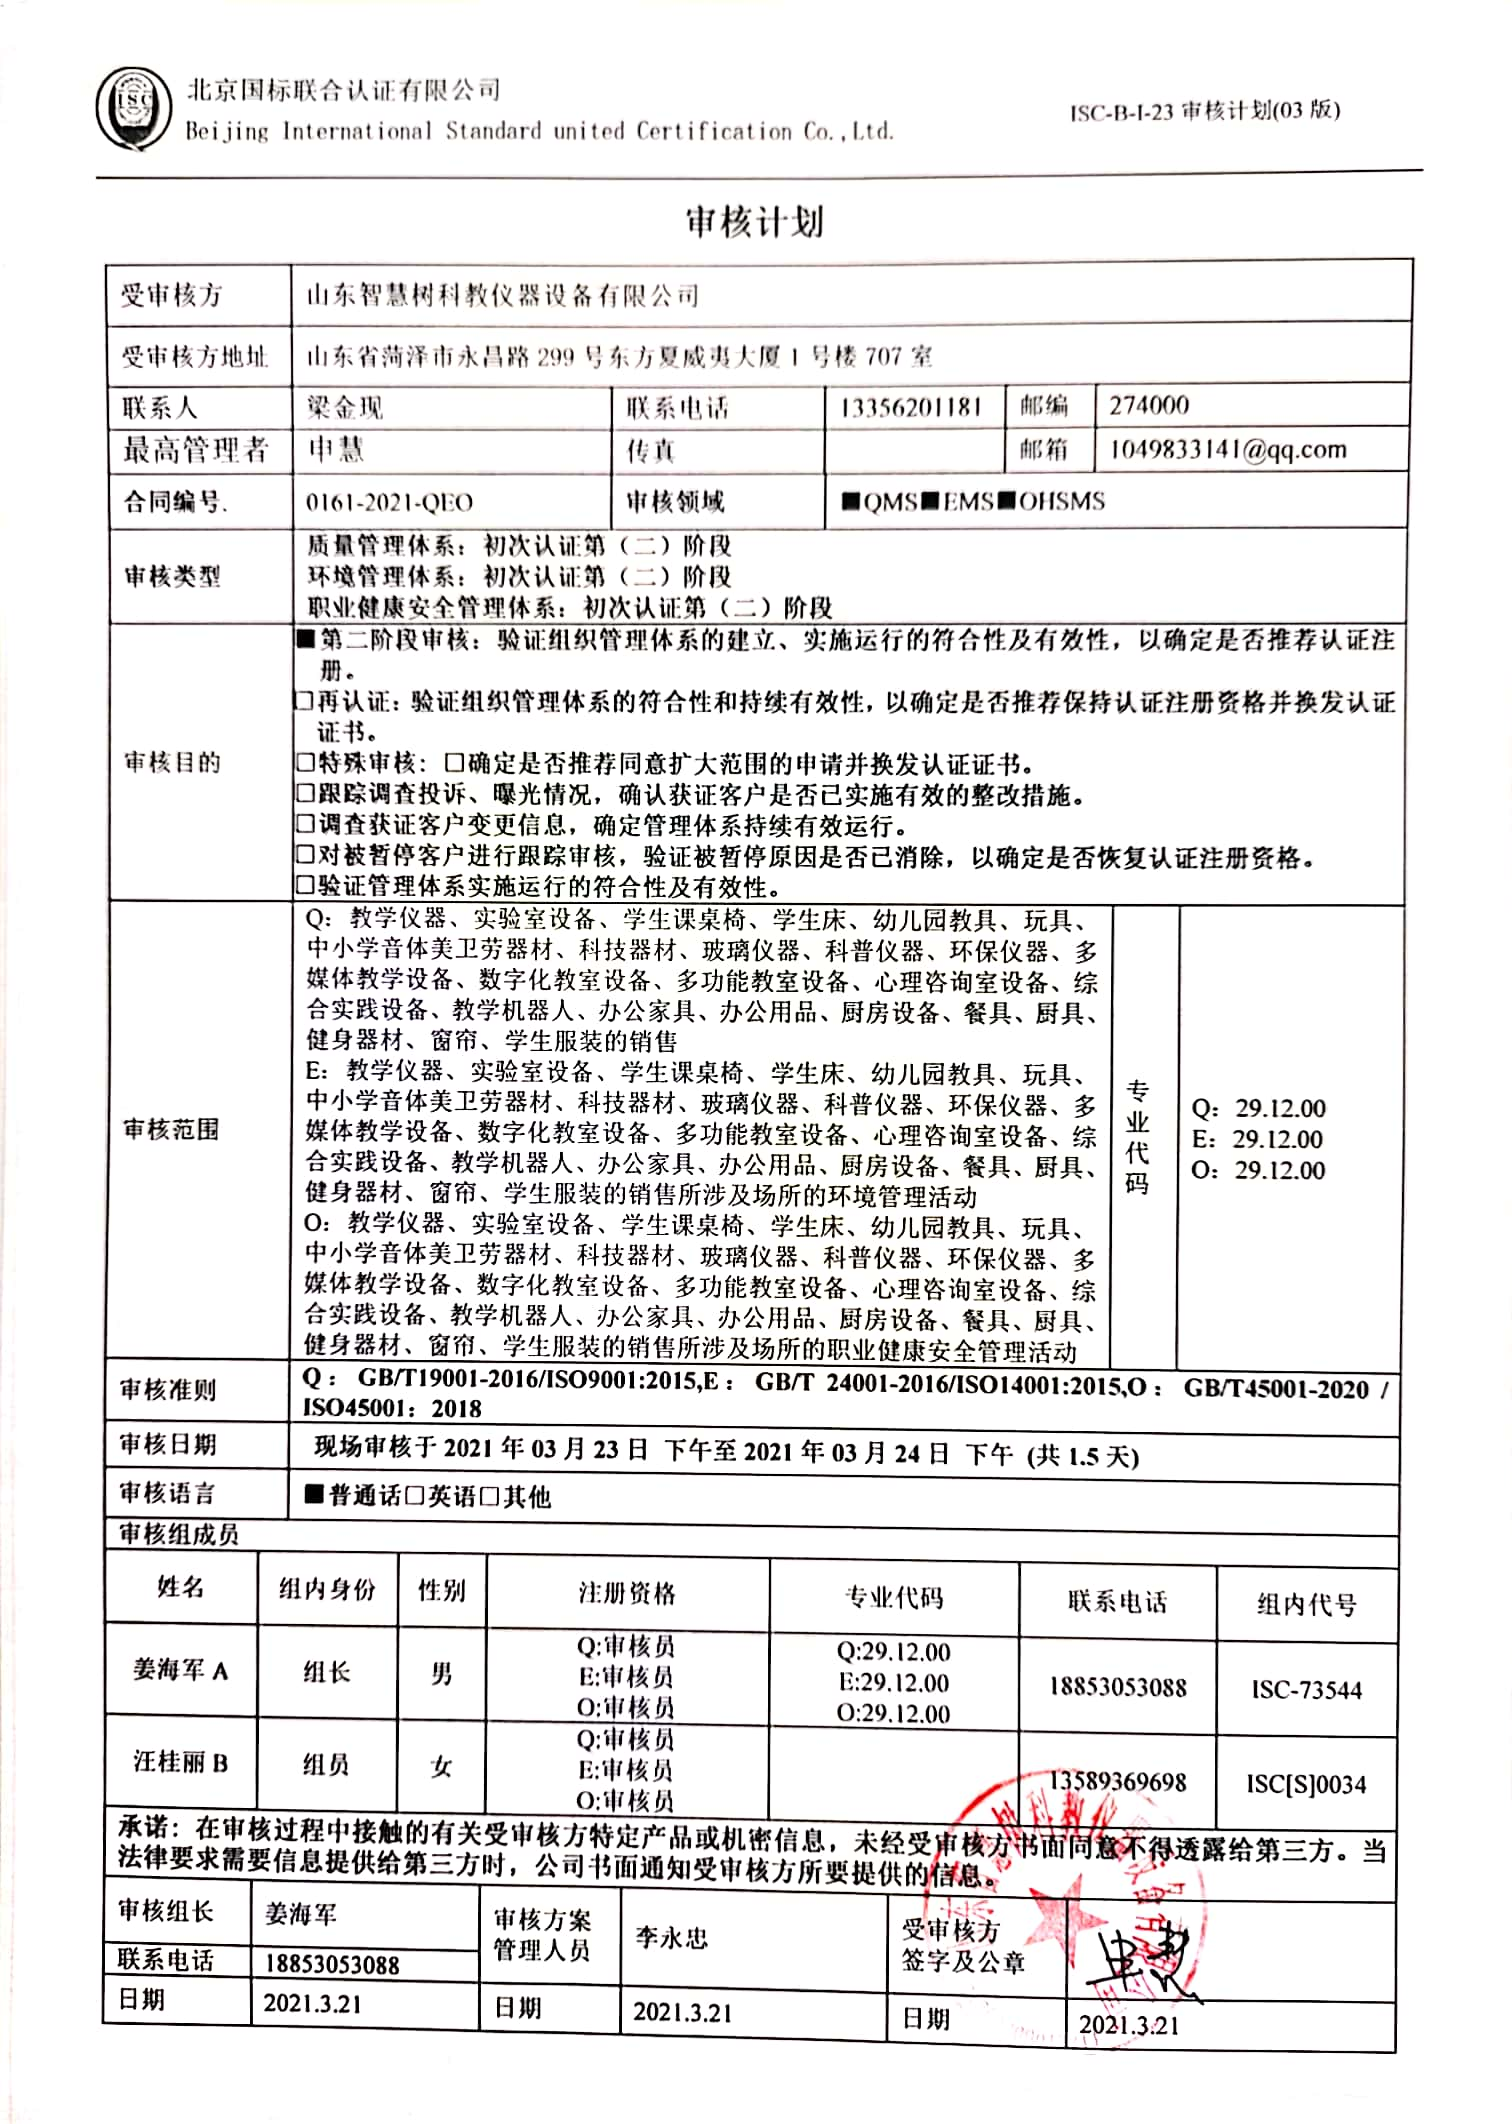 ISC
北京国标联合认证有限公司
Beijing International Standard united Certification Co.,Ltd.
ISC-B-I-23 审核计划(03 版)
审核计划
受审核方 山东智慧树科教仪器设备有限公司
受审核方地址 山东省菏泽市永昌路 299 号东方夏威夷大厦 1 号楼 707 室
联系人 梁金现 联系电话 13356201181 邮编 274000
最高管理者 申慧 传真 邮箱 1049833141@qq.com
合同编号. 0161-2021-QEO 审核领域 ■QMS■EMS■OHSMS
审核类型
质量管理体系：初次认证第（二）阶段
环境管理体系：初次认证第（二）阶段
职业健康安全管理体系：初次认证第（二）阶段
审核目的
■第二阶段审核：验证组织管理体系的建立、实施运行的符合性及有效性，以确定是否推荐认证注
册。
□再认证：验证组织管理体系的符合性和持续有效性，以确定是否推荐保持认证注册资格并换发认证
证书。
□特殊审核：□确定是否推荐同意扩大范围的申请并换发认证证书。
□跟踪调查投诉、曝光情况，确认获证客户是否已实施有效的整改措施。
□调查获证客户变更信息，确定管理体系持续有效运行。
□对被暂停客户进行跟踪审核，验证被暂停原因是否已消除，以确定是否恢复认证注册资格。
□验证管理体系实施运行的符合性及有效性。
审核范围
Q：教学仪器、实验室设备、学生课桌椅、学生床、幼儿园教具、玩具、
中小学音体美卫劳器材、科技器材、玻璃仪器、科普仪器、环保仪器、多
媒体教学设备、数字化教室设备、多功能教室设备、心理咨询室设备、综
合实践设备、教学机器人、办公家具、办公用品、厨房设备、餐具、厨具、
健身器材、窗帘、学生服装的销售
E：教学仪器、实验室设备、学生课桌椅、学生床、幼儿园教具、玩具、
中小学音体美卫劳器材、科技器材、玻璃仪器、科普仪器、环保仪器、多
媒体教学设备、数字化教室设备、多功能教室设备、心理咨询室设备、综
合实践设备、教学机器人、办公家具、办公用品、厨房设备、餐具、厨具、
健身器材、窗帘、学生服装的销售所涉及场所的环境管理活动
O：教学仪器、实验室设备、学生课桌椅、学生床、幼儿园教具、玩具、
中小学音体美卫劳器材、科技器材、玻璃仪器、科普仪器、环保仪器、多
媒体教学设备、数字化教室设备、多功能教室设备、心理咨询室设备、综
合实践设备、教学机器人、办公家具、办公用品、厨房设备、餐具、厨具、
健身器材、窗帘、学生服装的销售所涉及场所的职业健康安全管理活动
专
业
代
码
Q：29.12.00
E：29.12.00
O：29.12.00
审核准则
Q： GB/T19001-2016/ISO9001:2015,E： GB/T 24001-2016/ISO14001:2015,O： GB/T45001-2020 /
ISO45001：2018
审核日期 现场审核于 2021 年 03 月 23 日 下午至 2021 年 03 月 24 日 下午 (共 1.5 天)
审核语言 ■普通话□英语□其他
审核组成员
姓名 组内身份 性别 注册资格 专业代码 联系电话 组内代号
姜海军 A 组长 男
Q:审核员
E:审核员
O:审核员
Q:29.12.00
E:29.12.00
O:29.12.00
18853053088 ISC-73544
汪桂丽 B 组员 女
Q:审核员
E:审核员
O:审核员
13589369698 ISC[S]0034
承诺：在审核过程中接触的有关受审核方特定产品或机密信息，未经受审核方书面同意不得透露给第三方。当
法律要求需要信息提供给第三方时，公司书面通知受审核方所要提供的信息。
审核组长 姜海军
联系电话 18853053088
审核方案
管理人员
李永忠
受审核方
签字及公章
申慧
日期 2021.3.21 日期 2021.3.21 日期 2021.3.21